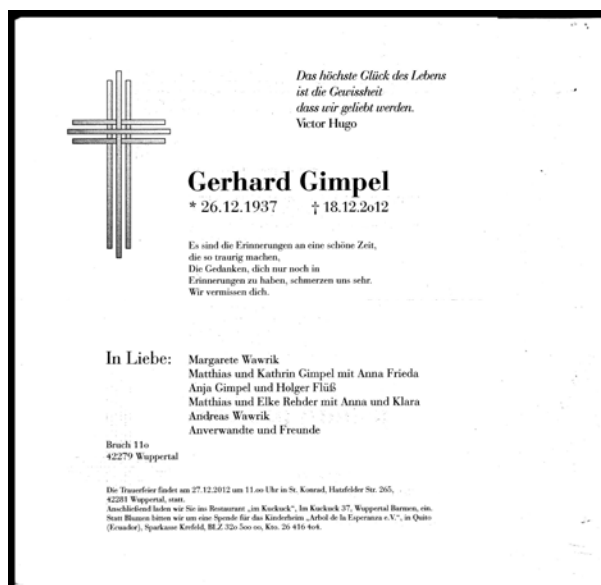 Das höchste Glück des Lebens
ist die Gewissheit
dass wir geliebt werden.
Victor Hugo
Gerhard Gimpel
* 26.12.1937 † 18.12.2o12
Es sind die Erinnerungen an eine schöne Zeit,
die so traurig machen,
Die Gedanken, dich nur noch in
Erinnerungen zu haben, schmerzen uns sehr.
Wir vermissen dich.
In Liebe: Margarete Wawrik
Matthias und Kathrin Gimpel mit Anna Frieda
Anja Gimpel und Holger Flüß
Matthias und Elke Rehder mit Anna und Klara
Andreas Wawrik
Anverwandte und Freunde
Bruch 11o
42279 Wuppertal
Die Trauerfeier findet am 27.12.2012 um 11.oo Uhr in St. Konrad, Hatzfelder Str. 265,
42281 Wuppertal, statt.
Anschließend laden wir Sie ins Restaurant „im Kuckuck“, Im Kuckuck 37, Wuppertal Barmen, ein.
Statt Blumen bitten wir um eine Spende für das Kinderheim „Arbol de la Esperanza e.V.“, in Quito
(Ecuador), Sparkasse Krefeld, BLZ 32o 5oo oo, Kto. 26 416 4o4.